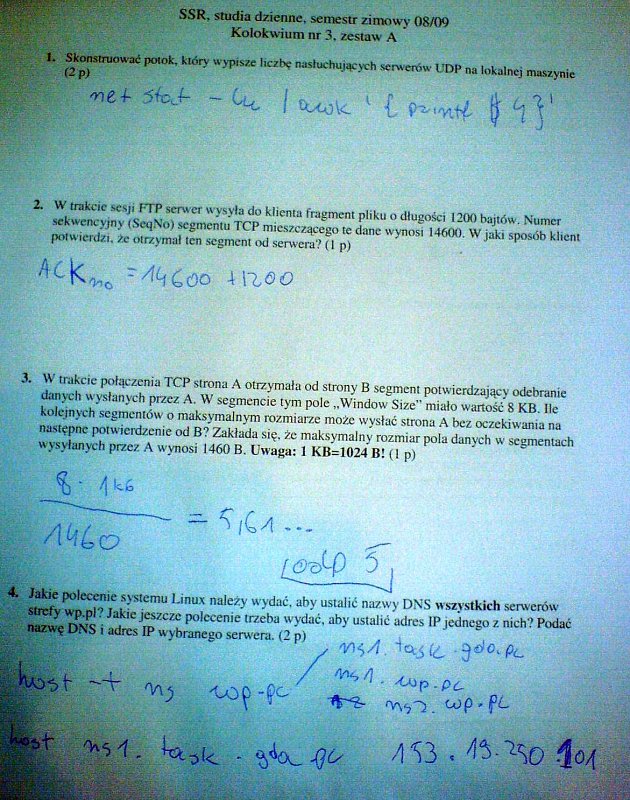 SSR, studia dzienne, semestr zimowy 08/09
Kolokwium nr 3, zestaw A
1. Skonstruować potok, który wypisze liczbę nasłuchujących serwerów UDP na lokalnej maszynie
(2 p)
net stat - lu | awk ' { printf $ 4 } '
2. W trakcie sesji FTP serwer wysyła do klienta fragment pliku o długości 1200 bajtów. Numer
sekwencyjny (SeqNo) segmentu TCP mieszczącego te dane wynosi 14600. W jaki sposób klient
potwierdzi, że otrzymał ten segment od serwera? (1 p)
ACK no = 14600 + 1200
3. W trakcie połączenia TCP strona A otrzymała od strony B segment potwierdzający odebranie
danych wysłanych przez A. W segmencie tym pole „Window Size" miało wartość 8 KB. Ile
kolejnych segmentów o maksymalnym rozmiarze może wysłać strona A bez oczekiwania na
następne potwierdzenie od B? Zakłada się, że maksymalny rozmiar pola danych w segmentach
wysyłanych przez A wynosi 1460 B. Uwaga: 1 KB=1024 B! (1 p)
8 · 1kb
1460
= 5,61...
odp 5
4. Jakie polecenie systemu Linux należy wydać, aby ustalić nazwy DNS wszystkich serwerów
strefy wp.pl? Jakie jeszcze polecenie trzeba wydać, aby ustalić adres IP jednego z nich? Podać
nazwę DNS i adres IP wybranego serwera. (2 p)
ns1. task . gda.pl
host -t ns wp.pl
ns1. wp.pl
ns2. wp.pl
host ns1. task . gda.pl 153.19.250.101